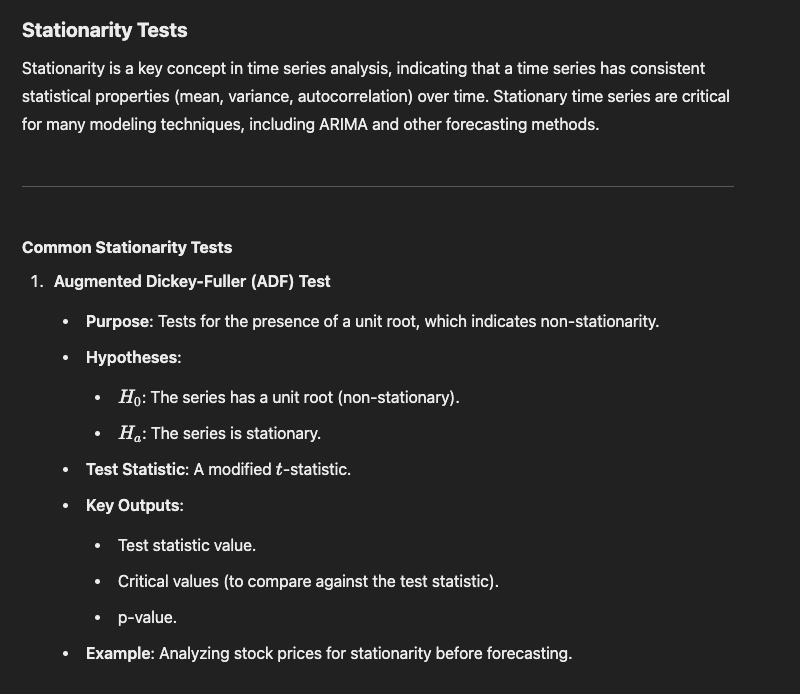 Stationarity Tests
Stationarity is a key concept in time series analysis, indicating that a time series has consistent
statistical properties (mean, variance, autocorrelation) over time. Stationary time series are critical
for many modeling techniques, including ARIMA and other forecasting methods.
Common Stationarity Tests
1. Augmented Dickey-Fuller (ADF) Test
• Purpose: Tests for the presence of a unit root, which indicates non-stationarity.
• Hypotheses:
• H₀: The series has a unit root (non-stationary).
• Hₐ: The series is stationary.
• Test Statistic: A modified t-statistic.
• Key Outputs:
• Test statistic value.
• Critical values (to compare against the test statistic).
• p-value.
• Example: Analyzing stock prices for stationarity before forecasting.